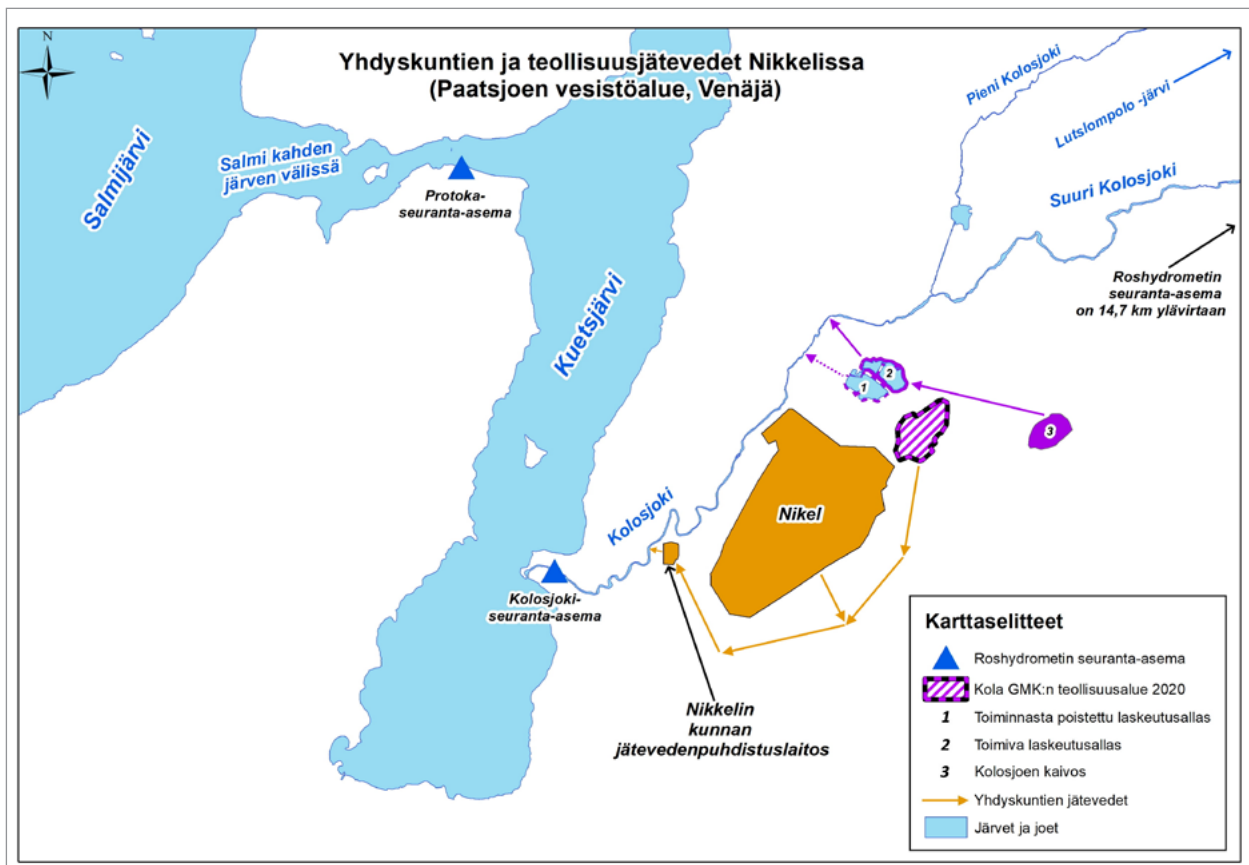 N
Yhdyskuntien ja teollisuusjätevedet Nikkelissa
(Paatsjoen vesistöalue, Venäjä)
Pieni Kolosjoki
Lutslompolo -järvi
Salmijärvi
Salmi kahden
järven välissä
Protoka-
seuranta-asema
Suuri Kolosjoki
Roshydrometin
seuranta-asema
on 14,7 km ylävirtaan
Kuetsjärvi
1
2
3
Nikel
Kolosjoki
Kolosjoki-
seuranta-asema
Nikkelin
kunnan
jätevedenpuhdistuslaitos
Karttaselitteet
Roshydrometin seuranta-asema
Kola GMK:n teollisuusalue 2020
1 Toiminnasta poistettu laskeutusallas
2 Toimiva laskeutusallas
3 Kolosjoen kaivos
Yhdyskuntien jätevedet
Järvet ja joet